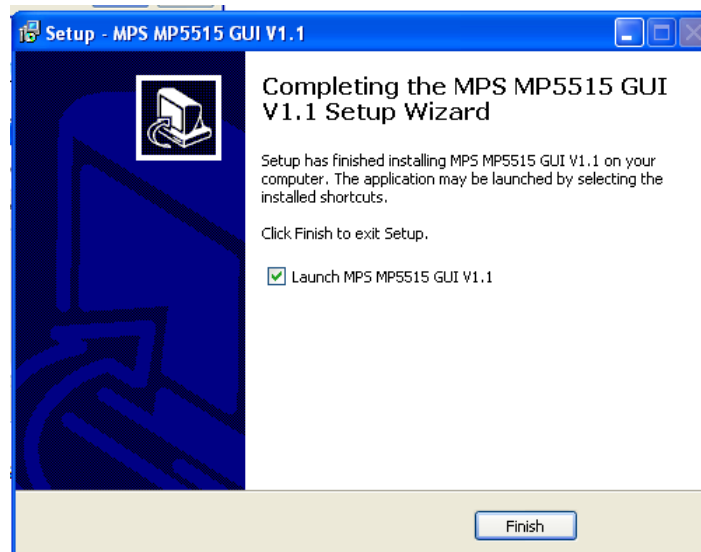 Setup - MPS MP5515 GUI V1.1
Completing the MPS MP5515 GUI
V1.1 Setup Wizard
Setup has finished installing MPS MP5515 GUI V1.1 on your
computer. The application may be launched by selecting the
installed shortcuts.
Click Finish to exit Setup.
Launch MPS MP5515 GUI V1.1
Finish